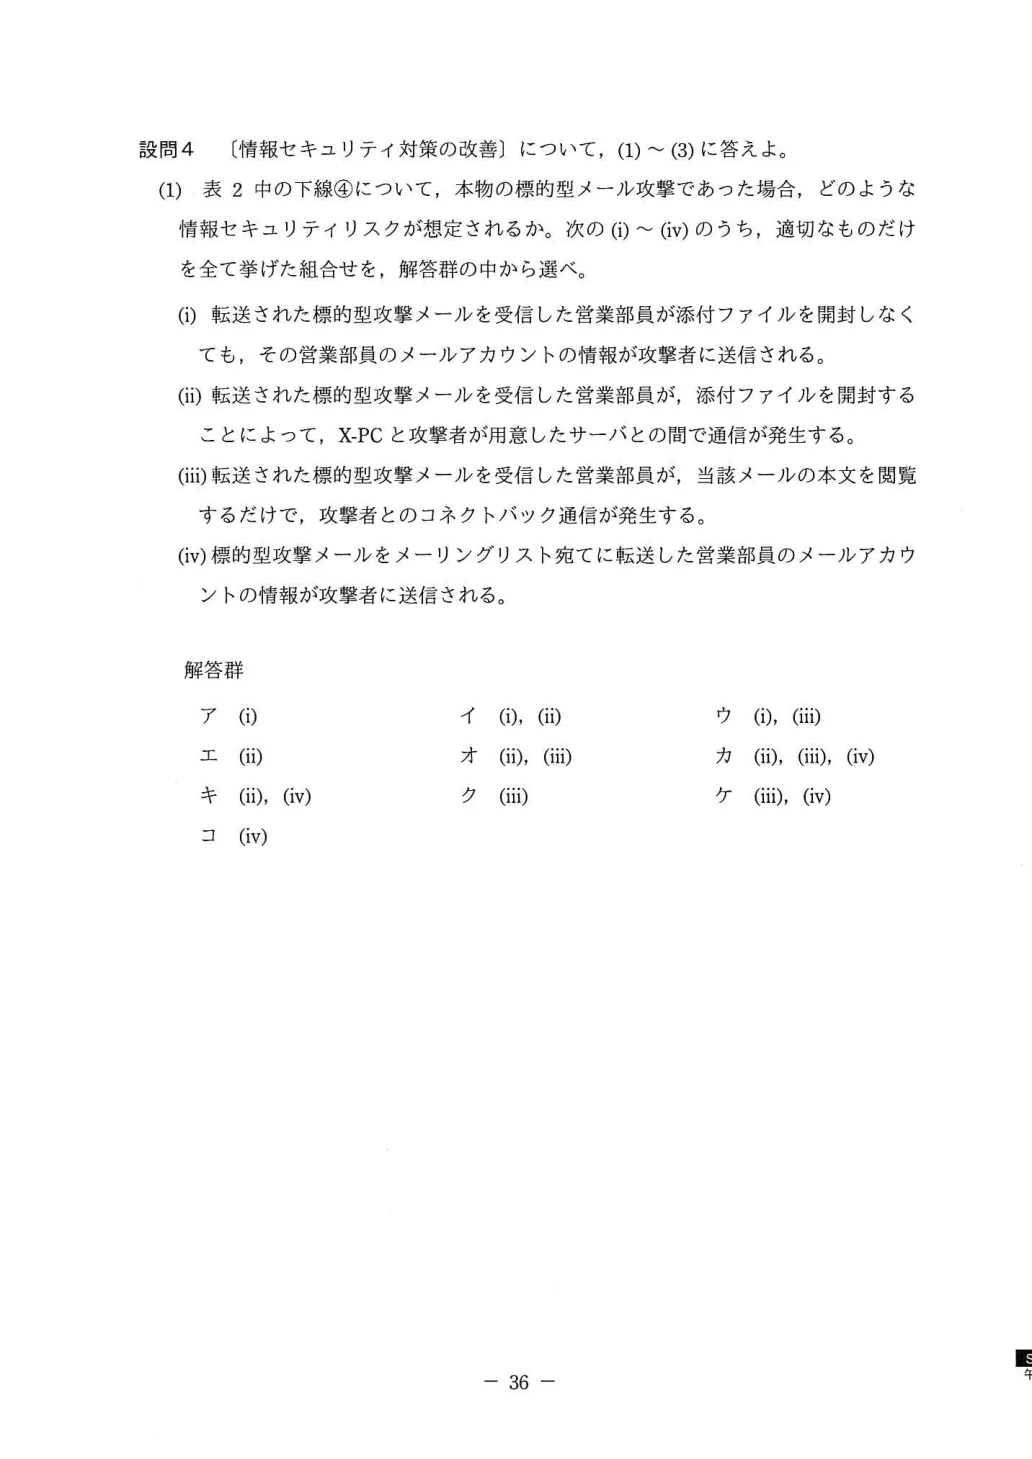 設問4　〔情報セキュリティ対策の改善〕について，(1) ～ (3) に答えよ。
(1)　表 2 中の下線④について，本物の標的型メール攻撃であった場合，どのような
情報セキュリティリスクが想定されるか。次の (i) ～ (iv) のうち，適切なものだけ
を全て挙げた組合せを，解答群の中から選べ。
(i) 転送された標的型攻撃メールを受信した営業部員が添付ファイルを開封しなく
ても，その営業部員のメールアカウントの情報が攻撃者に送信される。
(ii) 転送された標的型攻撃メールを受信した営業部員が，添付ファイルを開封する
ことによって，X-PC と攻撃者が用意したサーバとの間で通信が発生する。
(iii) 転送された標的型攻撃メールを受信した営業部員が，当該メールの本文を閲覧
するだけで，攻撃者とのコネクトバック通信が発生する。
(iv) 標的型攻撃メールをメーリングリスト宛てに転送した営業部員のメールアカウ
ントの情報が攻撃者に送信される。
解答群
ア　(i)　イ　(i)，(ii)　ウ　(i)，(iii)
エ　(ii)　オ　(ii)，(iii)　カ　(ii)，(iii)，(iv)
キ　(ii)，(iv)　ク　(iii)　ケ　(iii)，(iv)
コ　(iv)
－ 36 －